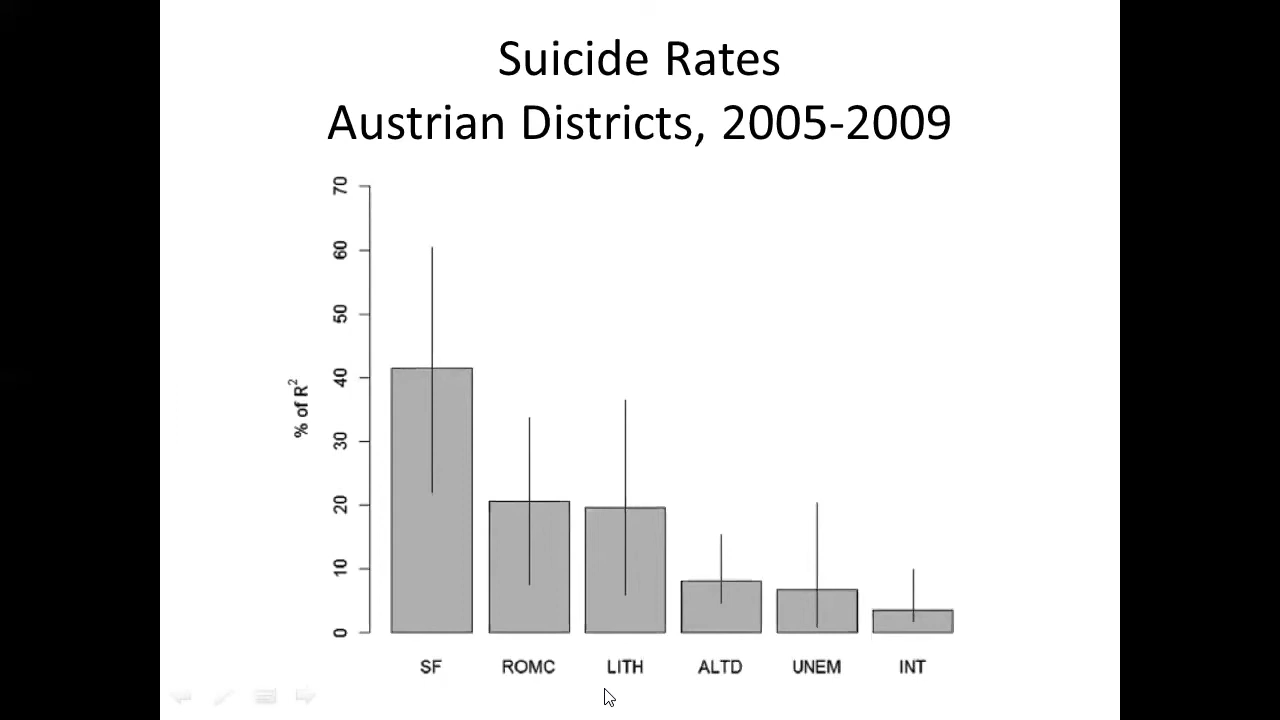 Suicide Rates
Austrian Districts, 2005-2009
% of R²
70
60
50
40
30
20
10
0
SF ROMC LITH ALTD UNEM INT